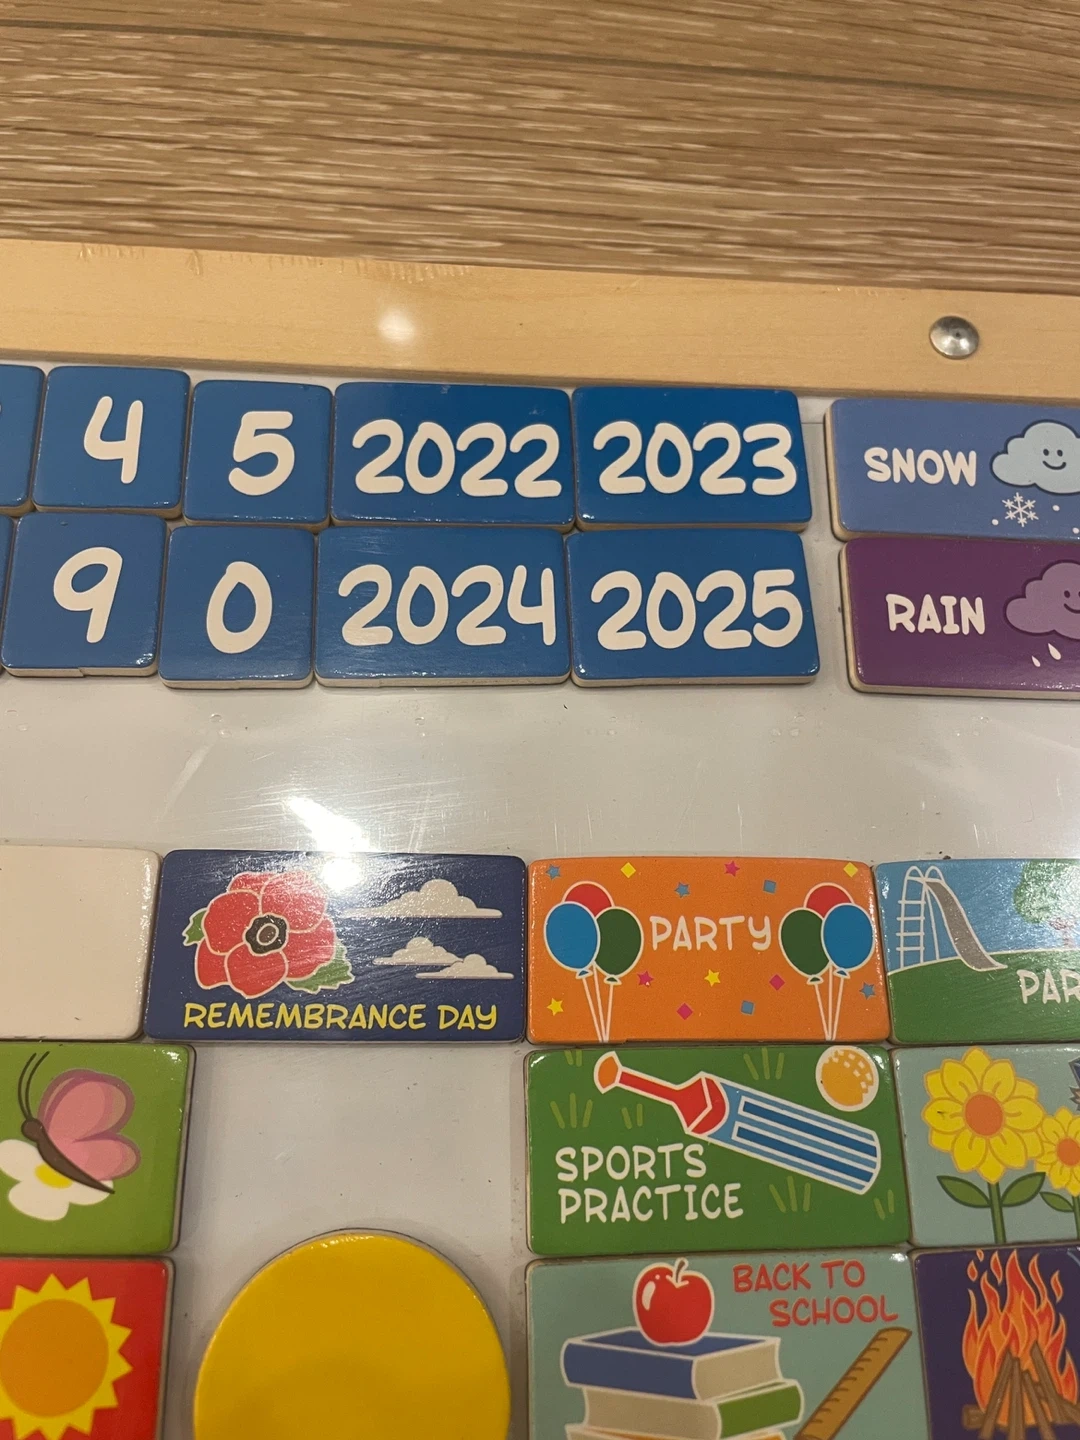 4 5 2022 2023 SNOW
9 0 2024 2025 RAIN
REMEMBRANCE DAY
PARTY
SPORTS
PRACTICE
BACK TO
SCHOOL